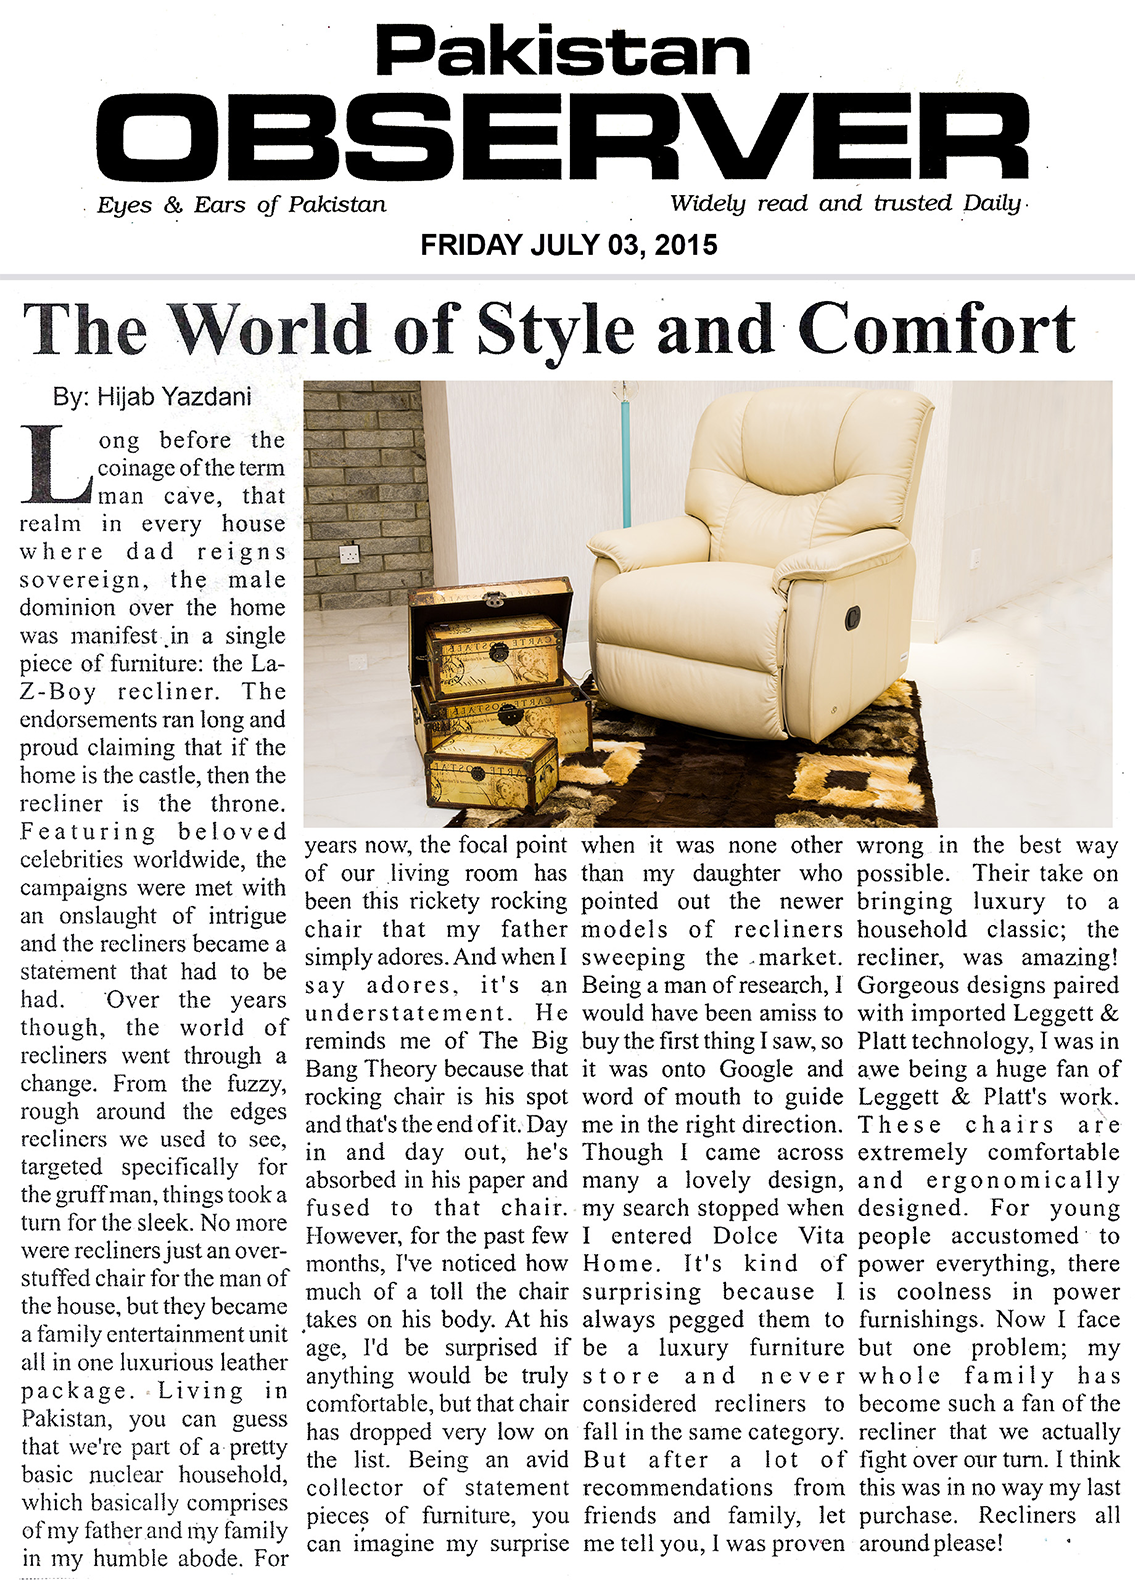 Pakistan
OBSERVER
Eyes & Ears of Pakistan
Widely read and trusted Daily
FRIDAY JULY 03, 2015
The World of Style and Comfort
By: Hijab Yazdani
Long before the
coinage of the term
man cave, that
realm in every house
where dad reigns
sovereign, the male
dominion over the home
was manifest in a single
piece of furniture: the La-
Z-Boy recliner. The
endorsements ran long and
proud claiming that if the
home is the castle, then the
recliner is the throne.
Featuring beloved
celebrities worldwide, the
campaigns were met with
an onslaught of intrigue
and the recliners became a
statement that had to be
had. Over the years
though, the world of
recliners went through a
change. From the fuzzy,
rough around the edges
recliners we used to see,
targeted specifically for
the gruff man, things took a
turn for the sleek. No more
were recliners just an over-
stuffed chair for the man of
the house, but they became
a family entertainment unit
all in one luxurious leather
package. Living in
Pakistan, you can guess
that we're part of a pretty
basic nuclear household,
which basically comprises
of my father and my family
in my humble abode. For
CARTE POSTALE
CARTE POSTALE
CARTE POSTALE
years now, the focal point
of our living room has
been this rickety rocking
chair that my father
simply adores. And when I
say adores, it's an
understatement. He
reminds me of The Big
Bang Theory because that
rocking chair is his spot
and that's the end of it. Day
in and day out, he's
absorbed in his paper and
fused to that chair.
However, for the past few
months, I've noticed how
much of a toll the chair
takes on his body. At his
age, I'd be surprised if
anything would be truly
comfortable, but that chair
has dropped very low on
the list. Being an avid
collector of statement
pieces of furniture, you
can imagine my surprise
when it was none other
than my daughter who
pointed out the newer
models of recliners
sweeping the market.
Being a man of research, I
would have been amiss to
buy the first thing I saw, so
it was onto Google and
word of mouth to guide
me in the right direction.
Though I came across
many a lovely design,
my search stopped when
I entered Dolce Vita
Home. It's kind of
surprising because I
always pegged them to
be a luxury furniture
store and never
considered recliners to
fall in the same category.
But after a lot of
recommendations from
friends and family, let
me tell you, I was proven
wrong in the best way
possible. Their take on
bringing luxury to a
household classic; the
recliner, was amazing!
Gorgeous designs paired
with imported Leggett &
Platt technology, I was in
awe being a huge fan of
Leggett & Platt's work.
These chairs are
extremely comfortable
and ergonomically
designed. For young
people accustomed to
power everything, there
is coolness in power
furnishings. Now I face
but one problem; my
whole family has
become such a fan of the
recliner that we actually
fight over our turn. I think
this was in no way my last
purchase. Recliners all
around please!